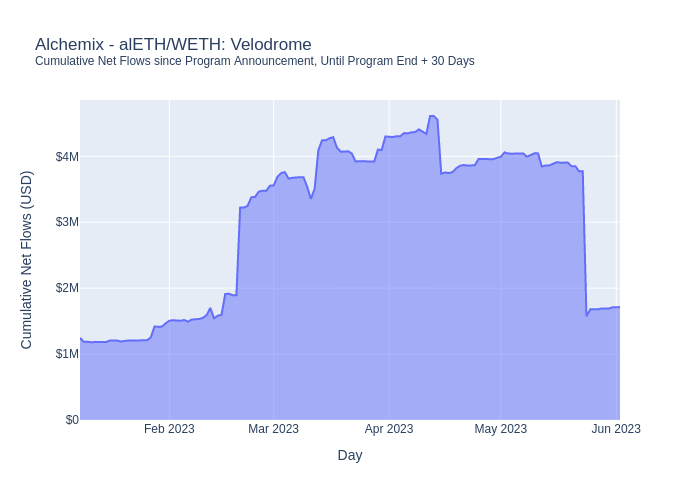 Alchemix - alETH/WETH: Velodrome
Cumulative Net Flows since Program Announcement, Until Program End + 30 Days
Cumulative Net Flows (USD)
$4M
$3M
$2M
$1M
$0
Feb 2023 Mar 2023 Apr 2023 May 2023 Jun 2023
Day